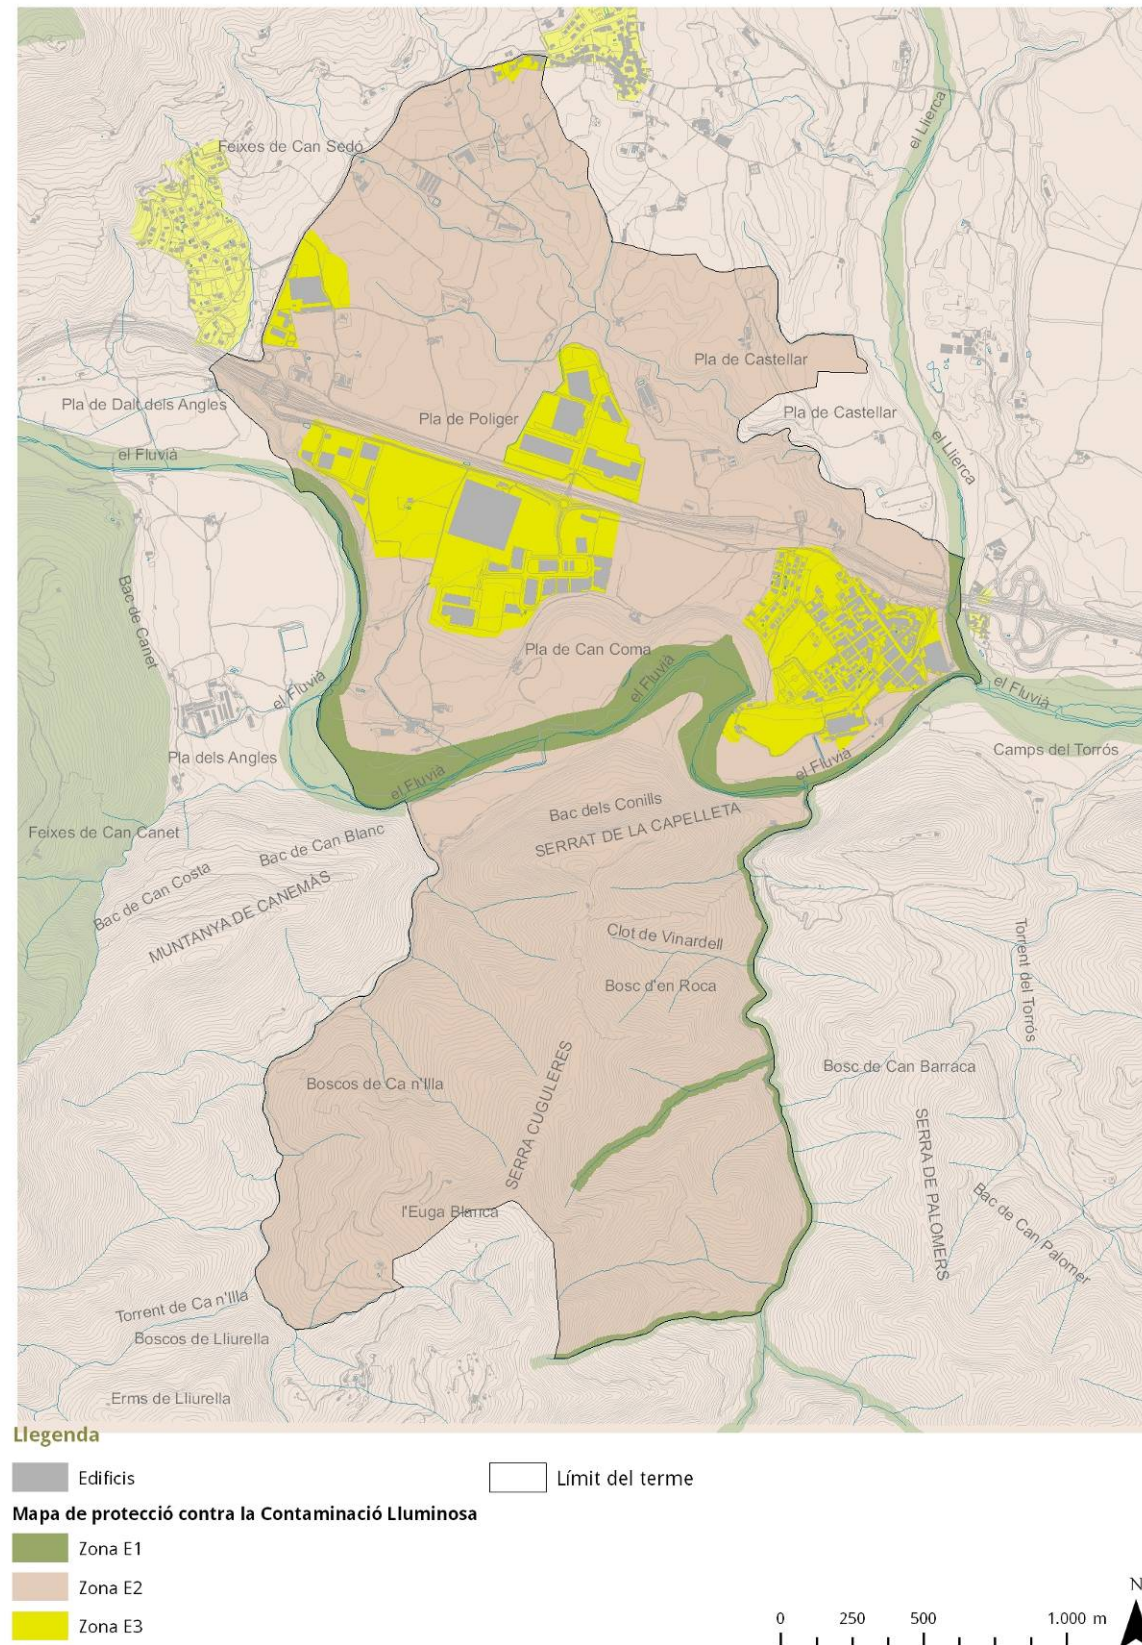 el Llierca
Feixes de Can Sedó
Pla de Castellar
Pla de Dalt dels Angles
Pla de Poliger
Pla de Castellar
el Fluvià
el Llierca
Bac de Canet
Pla de Can Coma
el Fluvià
el Fluvià
el Fluvià
Pla dels Angles
Camps del Torrós
el Fluvià
el Fluvià
Bac dels Conills
SERRAT DE LA CAPELLETA
Feixes de Can Canet
Bac de Can Blanc
Bac de Can Costa
MUNTANYA DE CANEMÀS
Clot de Vinardell
Torrent del Torrós
Bosc d'en Roca
Bosc de Can Barraca
Boscos de Ca n'Illa
SERRA CUGULERES
SERRA DE PALOMERS
l'Euga Blanca
Bac de Can Palomer
Torrent de Ca n'Illa
Boscos de Lliurella
Erms de Lliurella
Llegenda
Edificis
Límit del terme
Mapa de protecció contra la Contaminació Lluminosa
Zona E1
Zona E2
Zona E3
N
0 250 500 1.000 m